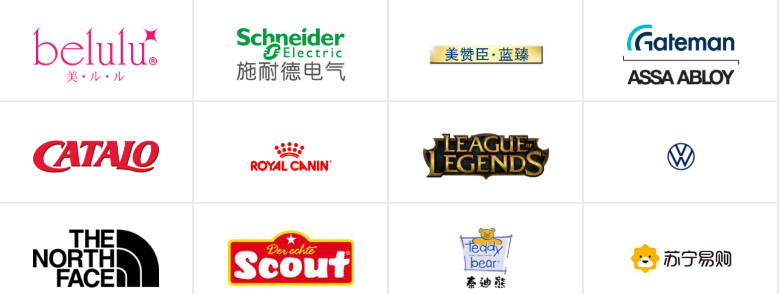 belulu®
美·ル·ル
Schneider
Electric
施耐德电气
美赞臣·蓝臻
Gateman
ASSA ABLOY
CATALO®
ROYAL CANIN®
LEAGUE OF
LEGENDS
THE
NORTH
FACE
Der echte
Scout®
teddy
bear
泰迪熊
苏宁易购